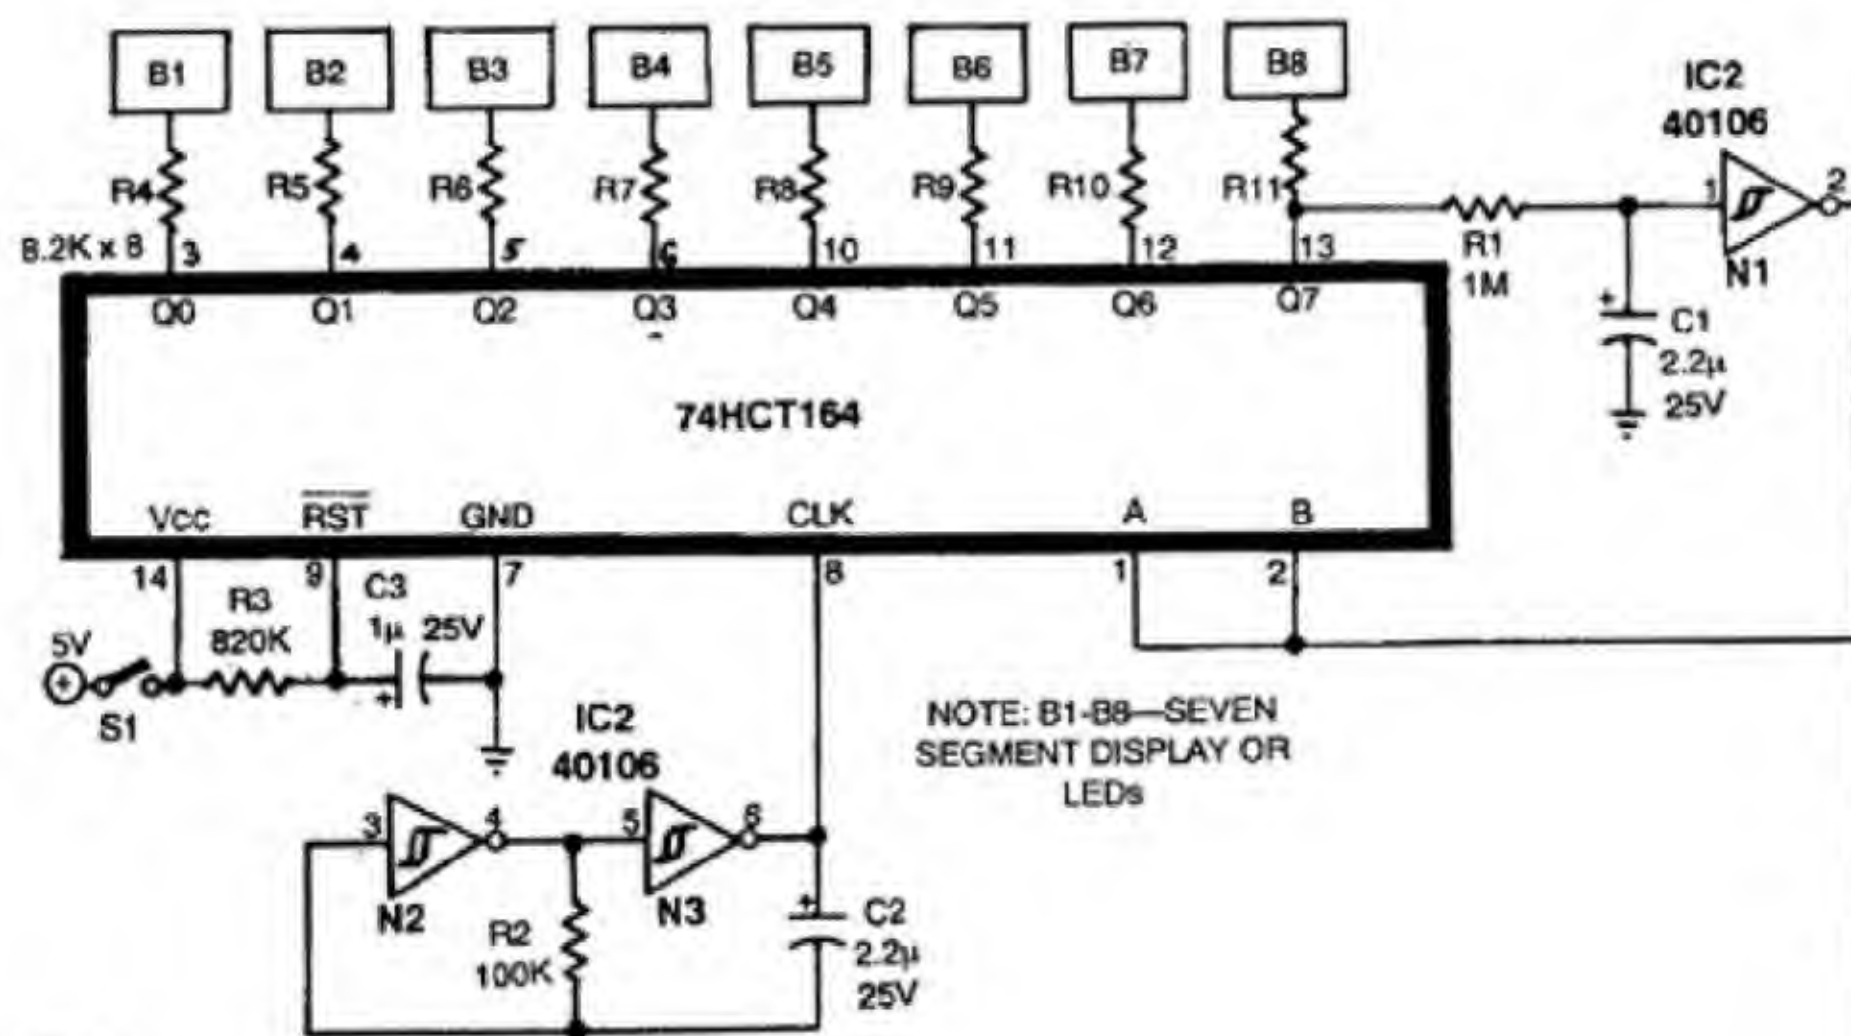 B1
B2
B3
B4
B5
B6
B7
B8
IC2
40106
R4
R5
R6
R7
R8
R9
R10
R11
1
2
8.2K x 8
3
4
5
6
10
11
12
13
R1
1M
N1
Q0
Q1
Q2
Q3
Q4
Q5
Q6
Q7
+
C1
2.2µ
25V
74HCT164
Vcc
RST
GND
CLK
A
B
14
9
7
8
1
2
R3
820K
C3
1µ 25V
5V
+
+
S1
IC2
40106
NOTE: B1-B8—SEVEN
SEGMENT DISPLAY OR
LEDs
3
4
5
6
N2
N3
R2
100K
+
C2
2.2µ
25V